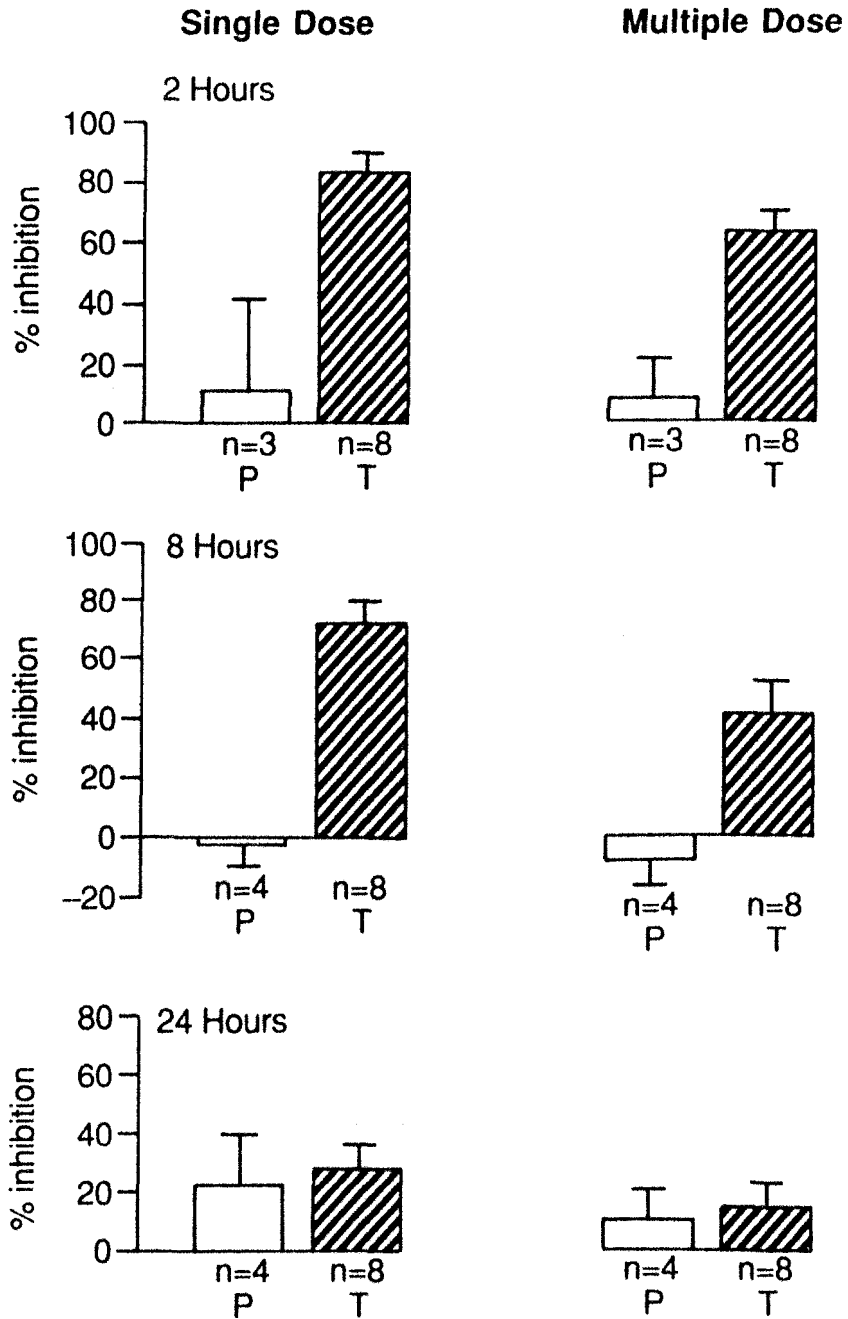 Single Dose
Multiple Dose
2 Hours
% inhibition
100
80
60
40
20
0
n=3
n=8
P
T
n=3
n=8
P
T
8 Hours
% inhibition
100
80
60
40
20
0
–20
n=4
n=8
P
T
n=4
n=8
P
T
24 Hours
% inhibition
80
60
40
20
0
n=4
n=8
P
T
n=4
n=8
P
T